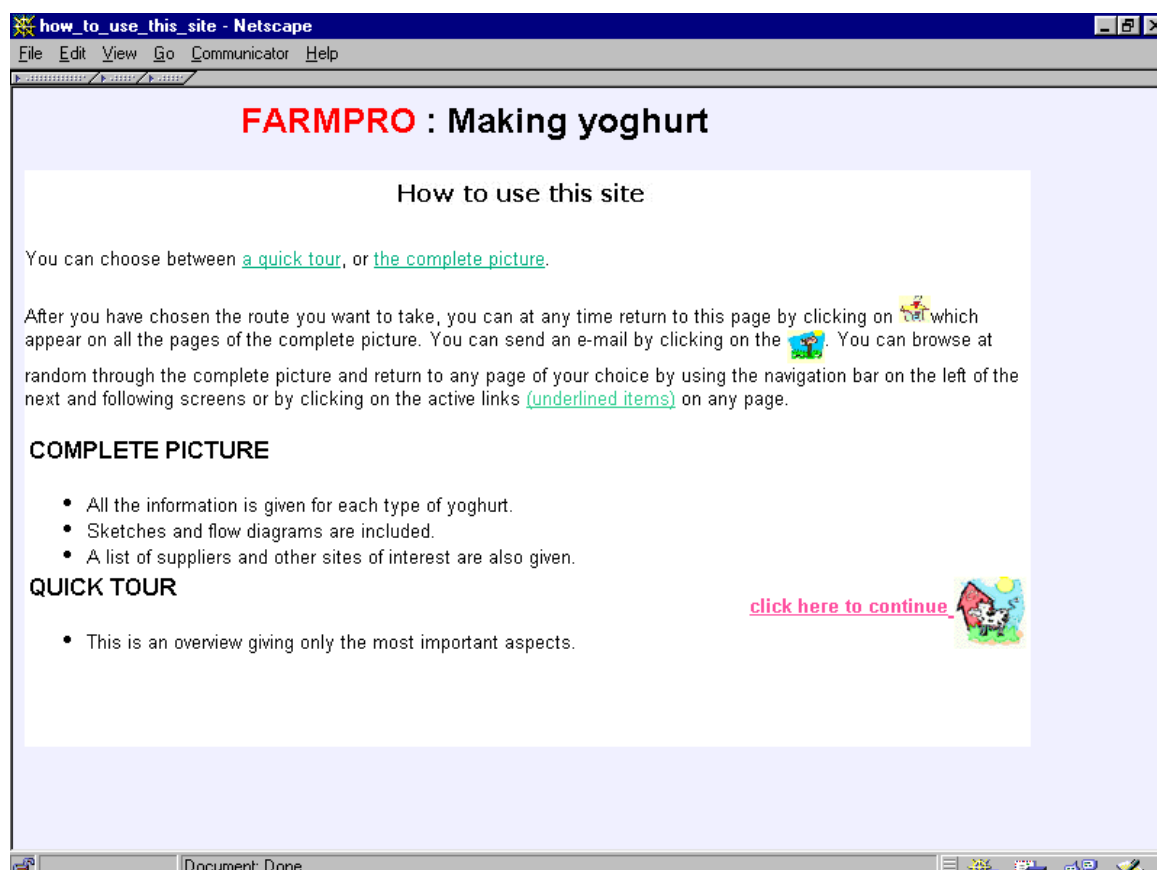 how_to_use_this_site - Netscape
File Edit View Go Communicator Help
FARMPRO : Making yoghurt
How to use this site
You can choose between a quick tour, or the complete picture.
After you have chosen the route you want to take, you can at any time return to this page by clicking on which
appear on all the pages of the complete picture. You can send an e-mail by clicking on the . You can browse at
random through the complete picture and return to any page of your choice by using the navigation bar on the left of the
next and following screens or by clicking on the active links (underlined items) on any page.
COMPLETE PICTURE
• All the information is given for each type of yoghurt.
• Sketches and flow diagrams are included.
• A list of suppliers and other sites of interest are also given.
QUICK TOUR
click here to continue
• This is an overview giving only the most important aspects.
Document: Done